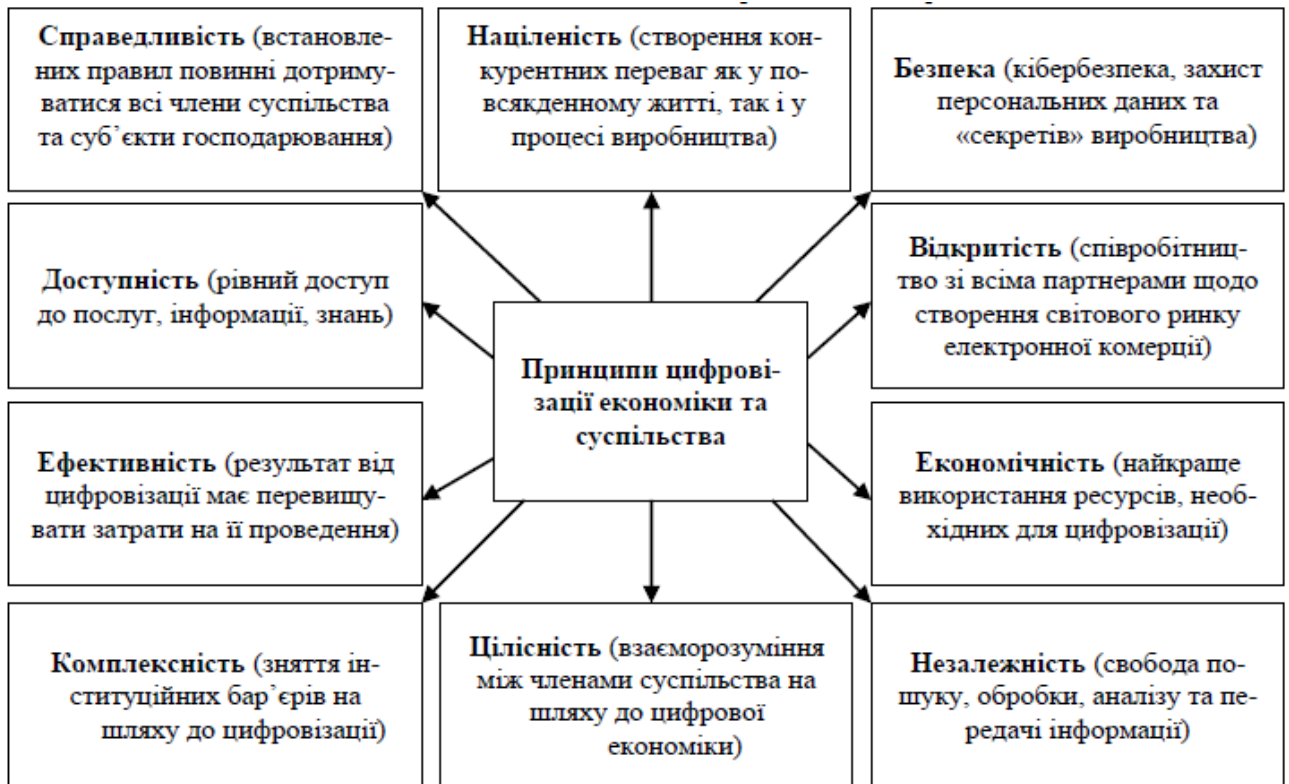 Справедливість (встановле-
них правил повинні дотриму-
ватися всі члени суспільства
та суб’єкти господарювання)
Націленість (створення кон-
курентних переваг як у по-
всякденному житті, так і у
процесі виробництва)
Безпека (кібербезпека, захист
персональних даних та
«секретів» виробництва)
Доступність (рівний доступ
до послуг, інформації, знань)
Відкритість (співробітниц-
тво зі всіма партнерами щодо
створення світового ринку
електронної комерції)
Принципи цифрові-
зації економіки та
суспільства
Ефективність (результат від
цифровізації має перевищу-
вати затрати на її проведення)
Економічність (найкраще
використання ресурсів, необ-
хідних для цифровізації)
Комплексність (зняття ін-
ституційних бар’єрів на
шляху до цифровізації)
Цілісність (взаєморозуміння
між членами суспільства на
шляху до цифрової
економіки)
Незалежність (свобода по-
шуку, обробки, аналізу та пе-
редачі інформації)